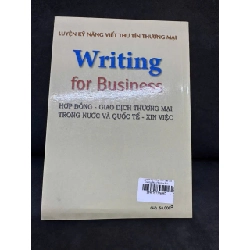 LUYỆN KỸ NĂNG VIẾT THƯ TÍN THƯƠNG MẠI
Writing
for Business
HỢP ĐỒNG - GIAO DỊCH THƯƠNG MẠI
TRONG NƯỚC VÀ QUỐC TẾ - XIN VIỆC